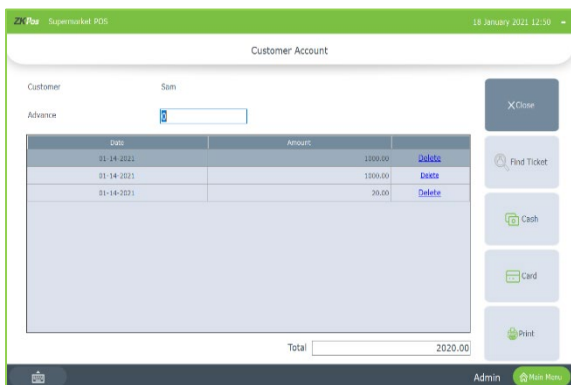 ZKPos Supermarket POS 18 January 2021 12:50
Customer Account
Customer Sam
Advance 0
Date Amount
01-14-2021 1000.00 Delete
01-14-2021 1000.00 Delete
01-14-2021 20.00 Delete
Total 2020.00
Close
Find Ticket
Cash
Card
Print
Admin Main Menu